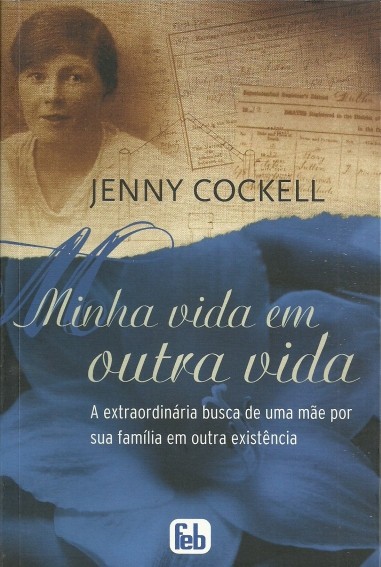 JENNY COCKELL
Minha vida em
outra vida
A extraordinária busca de uma mãe por
sua família em outra existência
feb